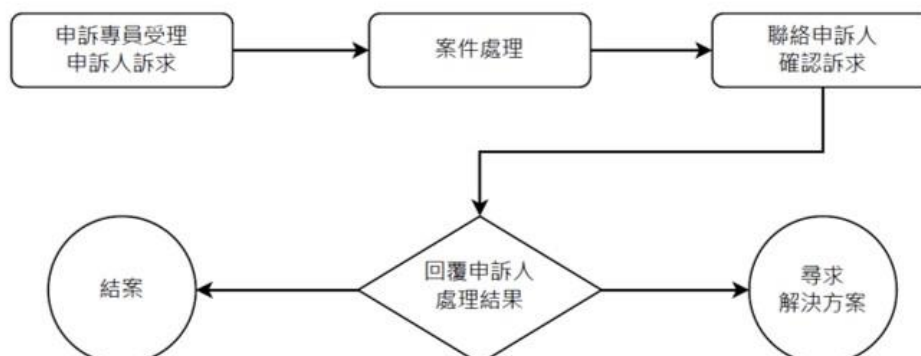 申訴專員受理
申訴人訴求
案件處理
聯絡申訴人
確認訴求
回覆申訴人
處理結果
結案
尋求
解決方案